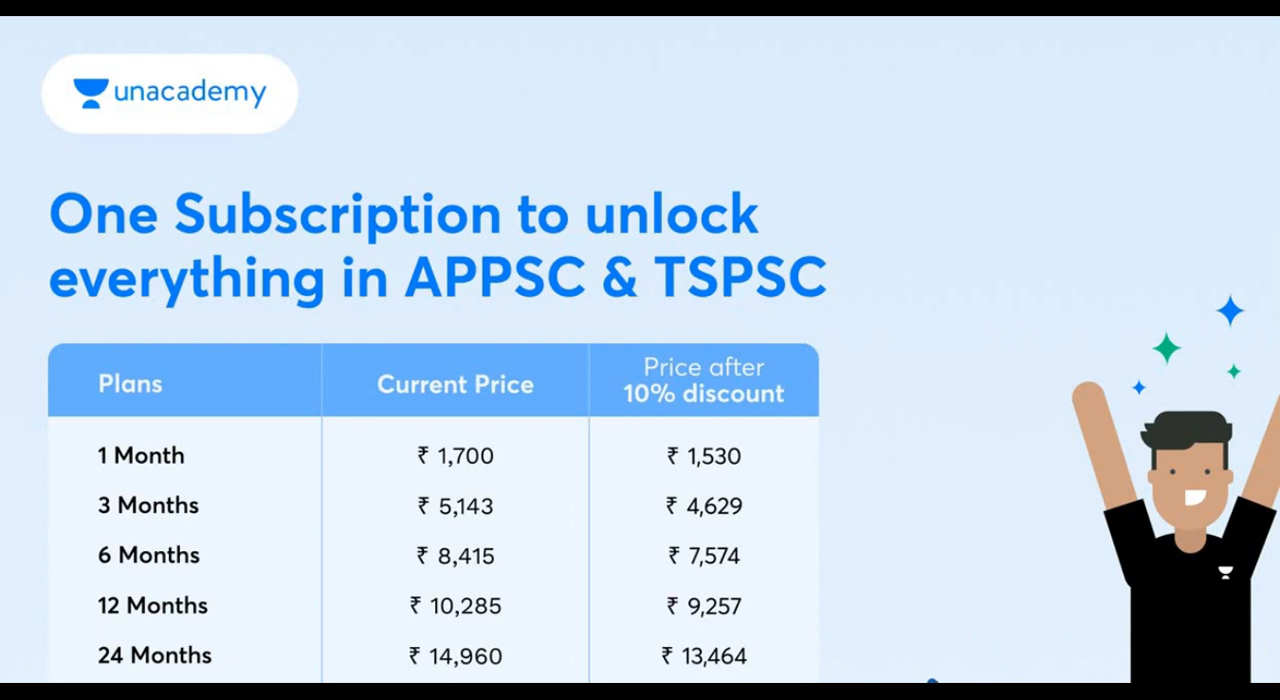 unacademy
One Subscription to unlock
everything in APPSC & TSPSC
Plans Current Price Price after
10% discount
1 Month ₹ 1,700 ₹ 1,530
3 Months ₹ 5,143 ₹ 4,629
6 Months ₹ 8,415 ₹ 7,574
12 Months ₹ 10,285 ₹ 9,257
24 Months ₹ 14,960 ₹ 13,464